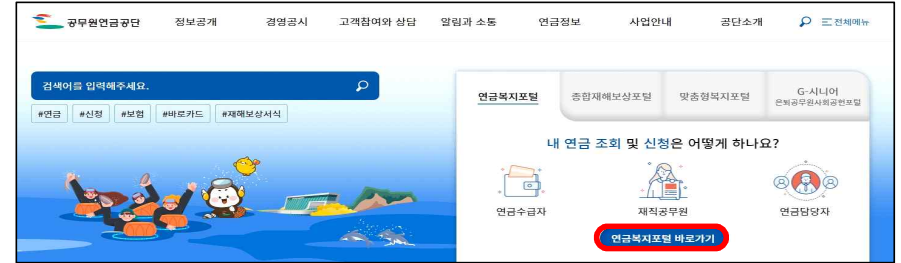 공무원연금공단 정보공개 경영공시 고객참여와 상담 알림과 소통 연금정보 사업안내 공단소개 전체메뉴
검색어를 입력해주세요.
#연금 #신청 #보험 #바로카드 #재해보상서식
연금복지포털 종합재해보상포털 맞춤형복지포털 G-시니어
은퇴공무원사회공헌포털
내 연금 조회 및 신청은 어떻게 하나요?
연금수급자 재직공무원 연금담당자
연금복지포털 바로가기